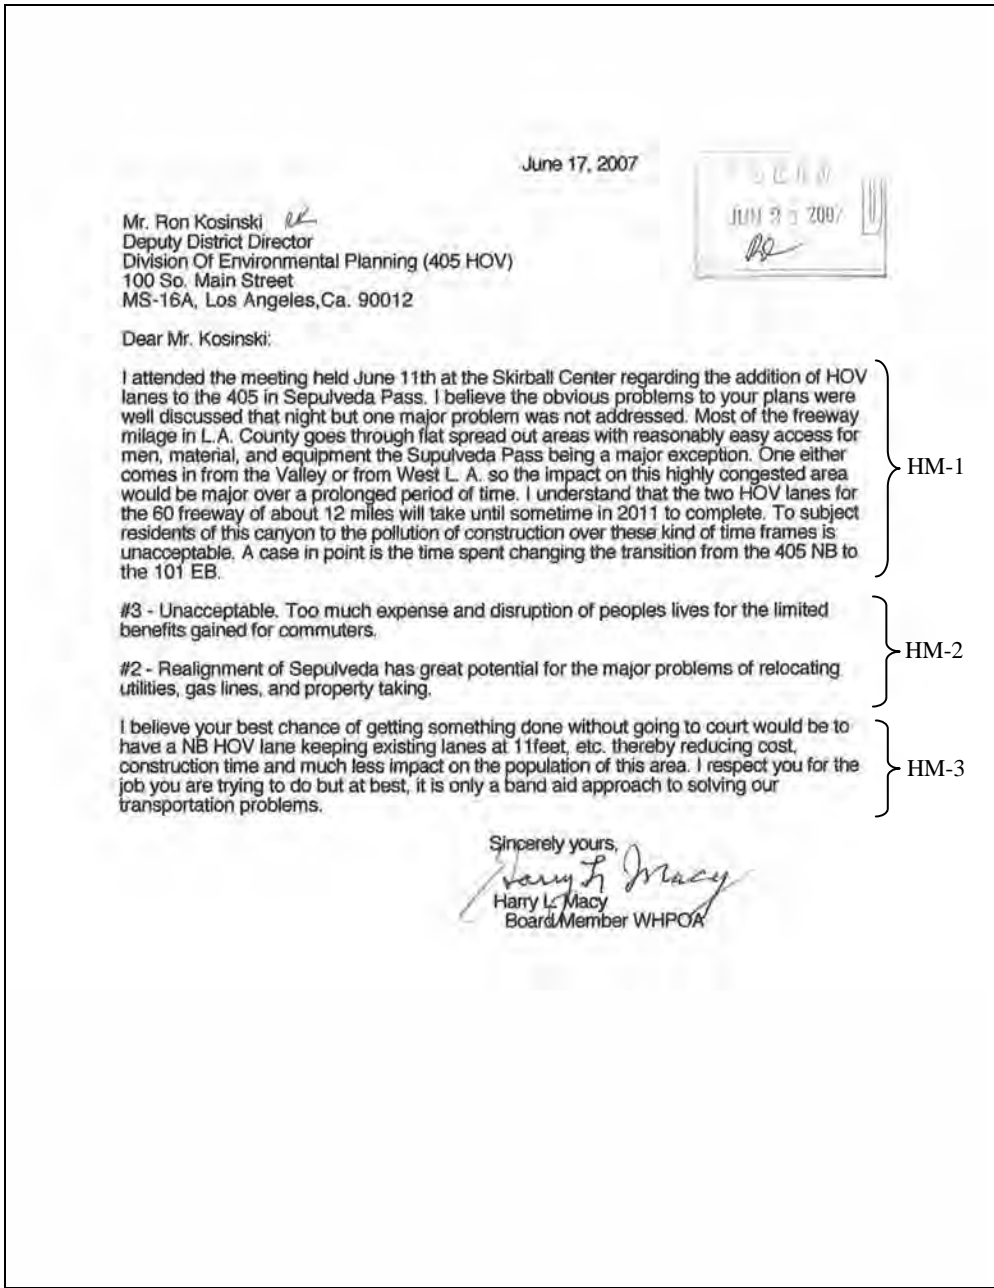 June 17, 2007
JUN 2007
Mr. Ron Kosinski
Deputy District Director
Division Of Environmental Planning (405 HOV)
100 So. Main Street
MS-16A, Los Angeles,Ca. 90012
Dear Mr. Kosinski:
I attended the meeting held June 11th at the Skirball Center regarding the addition of HOV
lanes to the 405 in Sepulveda Pass. I believe the obvious problems to your plans were
well discussed that night but one major problem was not addressed. Most of the freeway
milage in L.A. County goes through flat spread out areas with reasonably easy access for
men, material, and equipment the Supulveda Pass being a major exception. One either
comes in from the Valley or from West L. A. so the impact on this highly congested area
would be major over a prolonged period of time. I understand that the two HOV lanes for
the 60 freeway of about 12 miles will take until sometime in 2011 to complete. To subject
residents of this canyon to the pollution of construction over these kind of time frames is
unacceptable. A case in point is the time spent changing the transition from the 405 NB to
the 101 EB.
HM-1
#3 - Unacceptable. Too much expense and disruption of peoples lives for the limited
benefits gained for commuters.
#2 - Realignment of Sepulveda has great potential for the major problems of relocating
utilities, gas lines, and property taking.
HM-2
I believe your best chance of getting something done without going to court would be to
have a NB HOV lane keeping existing lanes at 11feet, etc. thereby reducing cost,
construction time and much less impact on the population of this area. I respect you for the
job you are trying to do but at best, it is only a band aid approach to solving our
transportation problems.
HM-3
Sincerely yours,
Harry L Macy
Harry L. Macy
Board Member WHPOA